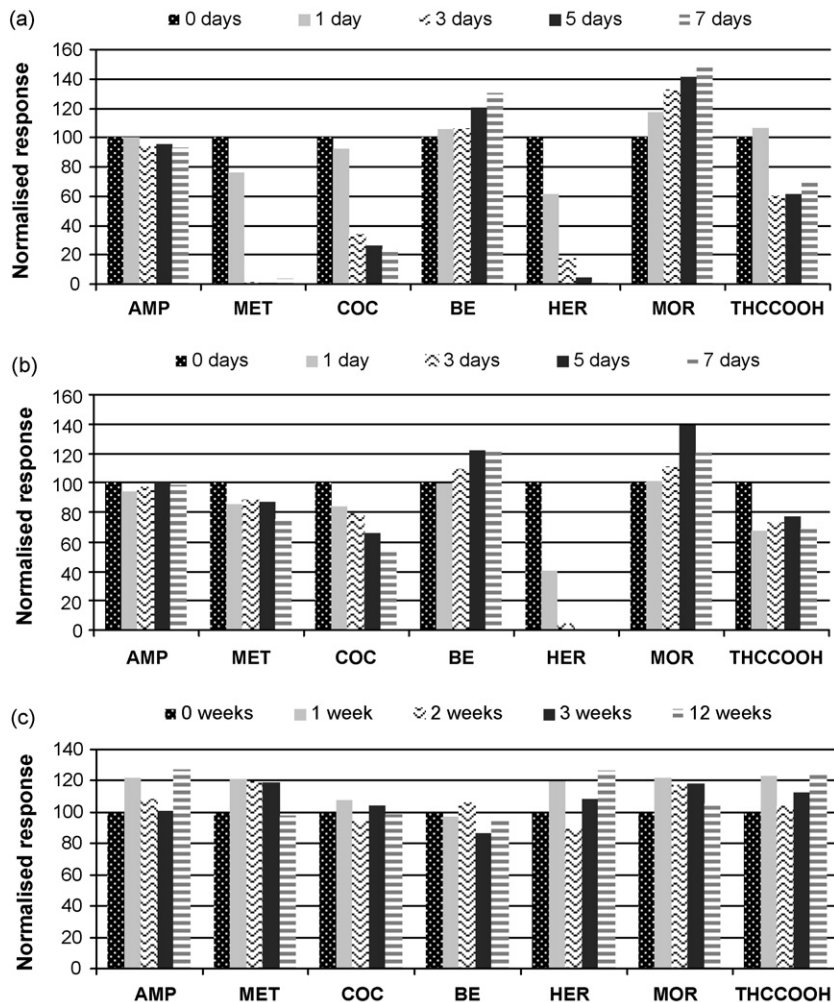 (a)
0 days 1 day 3 days 5 days 7 days
Normalised response
160
140
120
100
80
60
40
20
0
AMP MET COC BE HER MOR THCCOOH
(b)
0 days 1 day 3 days 5 days 7 days
Normalised response
160
140
120
100
80
60
40
20
0
AMP MET COC BE HER MOR THCCOOH
(c)
0 weeks 1 week 2 weeks 3 weeks 12 weeks
Normalised response
140
120
100
80
60
40
20
0
AMP MET COC BE HER MOR THCCOOH